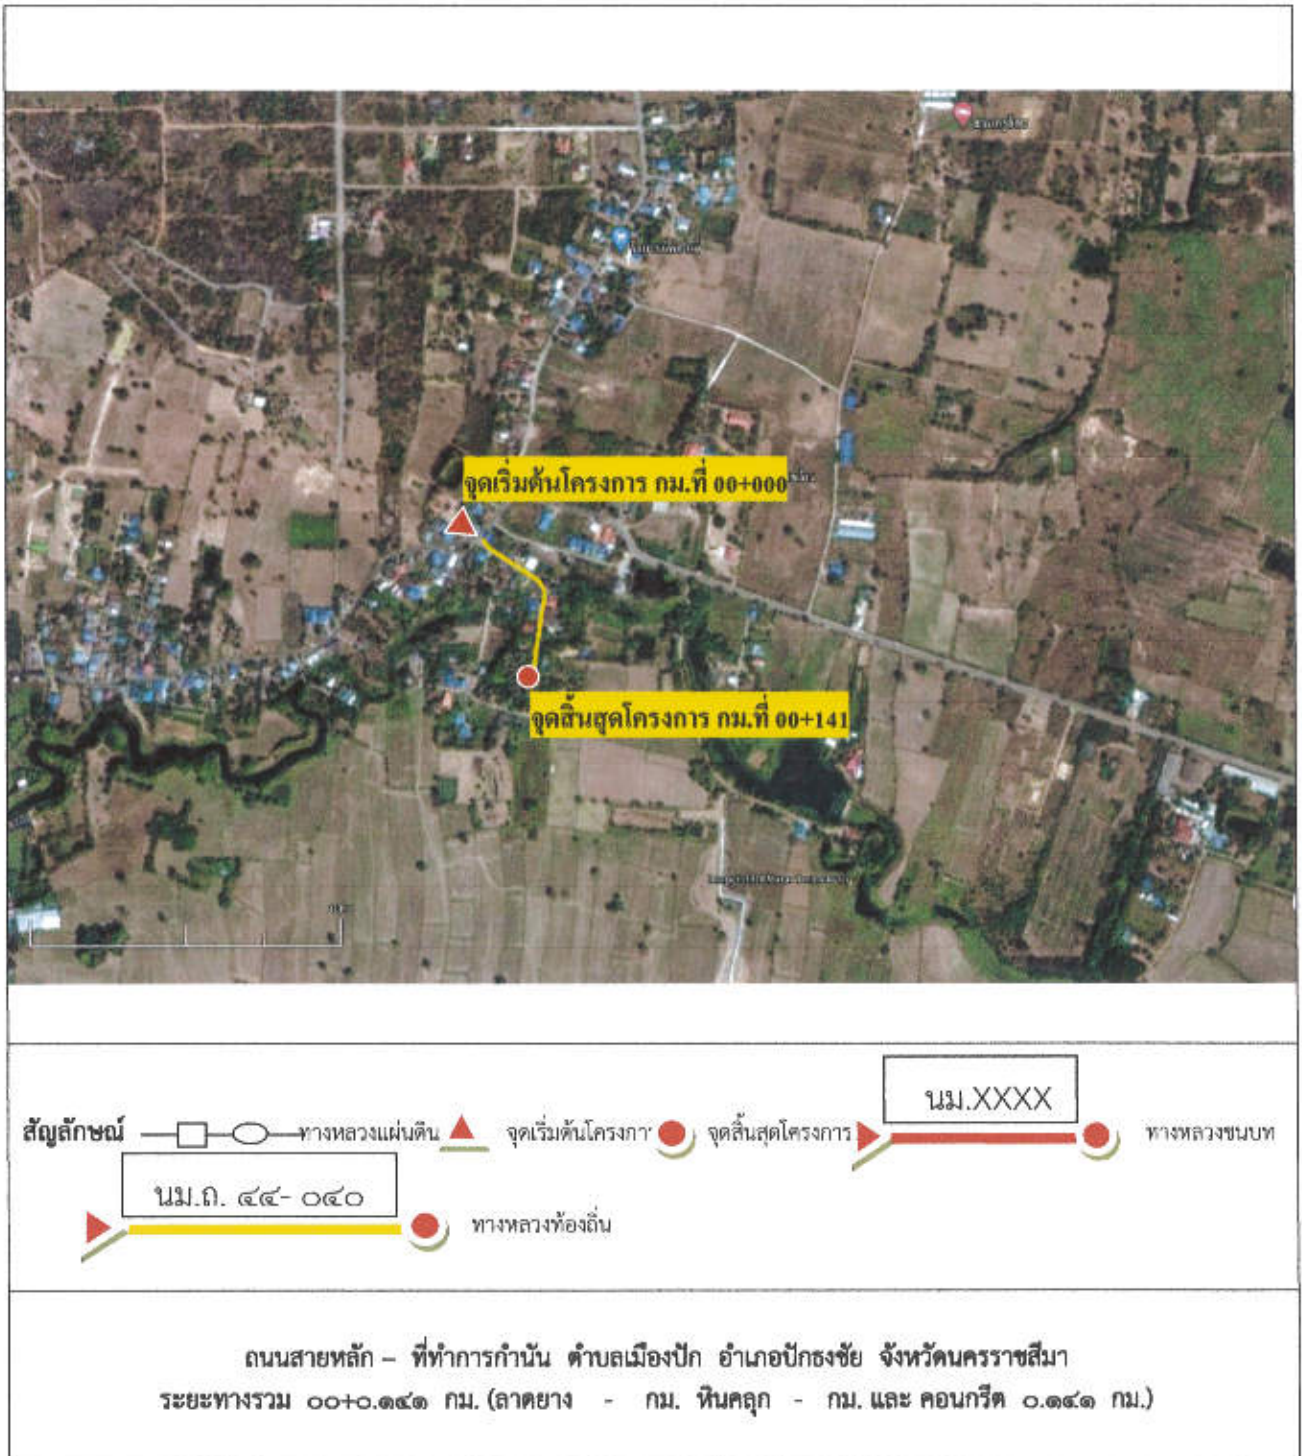 จุดเริ่มต้นโครงการ กม.ที่ 00+000
จุดสิ้นสุดโครงการ กม.ที่ 00+141
นม.XXXX
สัญลักษณ์ ทางหลวงแผ่นดิน จุดเริ่มต้นโครงกา จุดสิ้นสุดโครงการ ทางหลวงชนบท
นม.ถ. ๔๔- ๐๔๐
ทางหลวงท้องถิ่น
ถนนสายหลัก – ที่ทำการกำนัน ตำบลเมืองปัก อำเภอปักธงชัย จังหวัดนครราชสีมา
ระยะทางรวม ๐๐+๐.๑๔๑ กม. (ลาดยาง - กม. หินคลุก - กม. และ คอนกรีต ๐.๑๔๑ กม.)